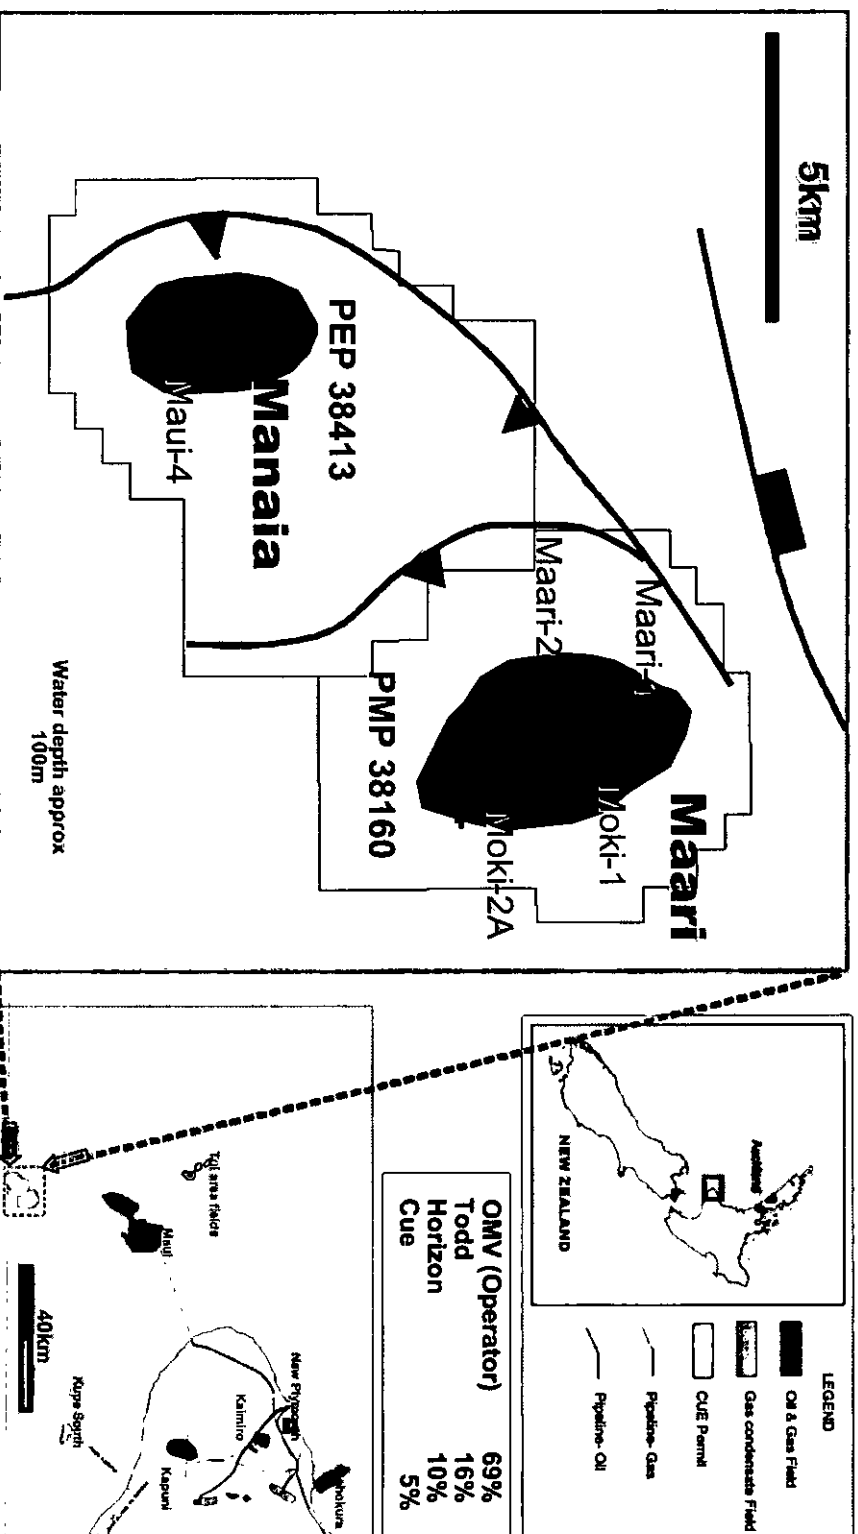 5km
PEP 38413
Manaia
Maui-4
Maari-1
Maari-2
Maari
Moki-1
Moki-2A
PMP 38160
Water depth approx
100m
Auckland
NEW ZEALAND
LEGEND
Oil & Gas Field
Gas condensate Field
CUE Permit
Pipeline- Gas
Pipeline- Oil
OMV (Operator) 69%
Todd 16%
Horizon 10%
Cue 5%
Tui area fields
Maui
New Plymouth
Kaimiro
Kapuni
Kupe South
40km